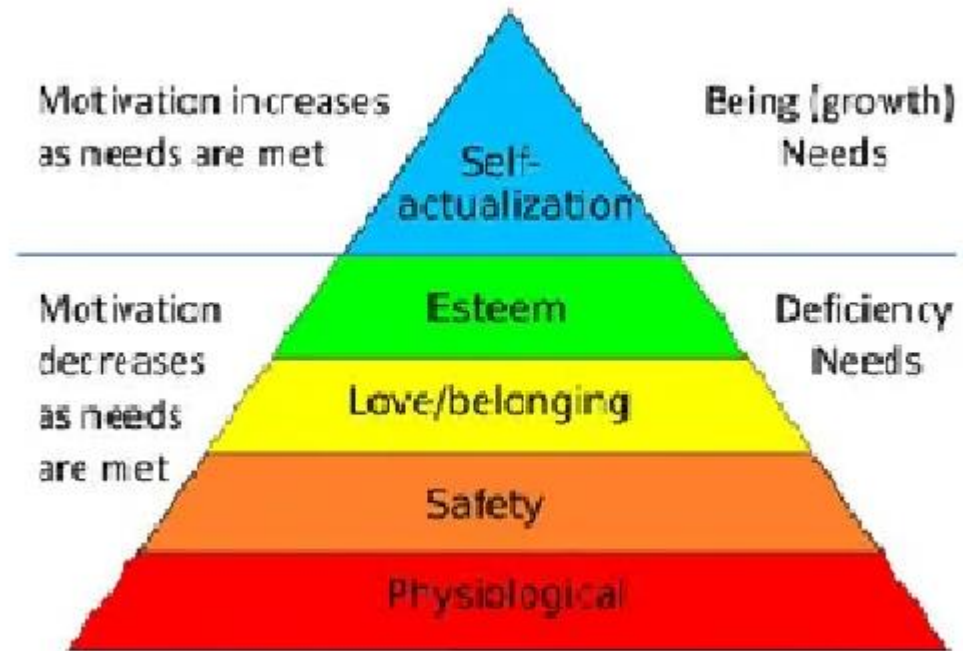 Motivation increases
as needs are met
Being (growth)
Needs
Self-
actualization
Motivation
decreases
as needs
are met
Deficiency
Needs
Esteem
Love/belonging
Safety
Physiological